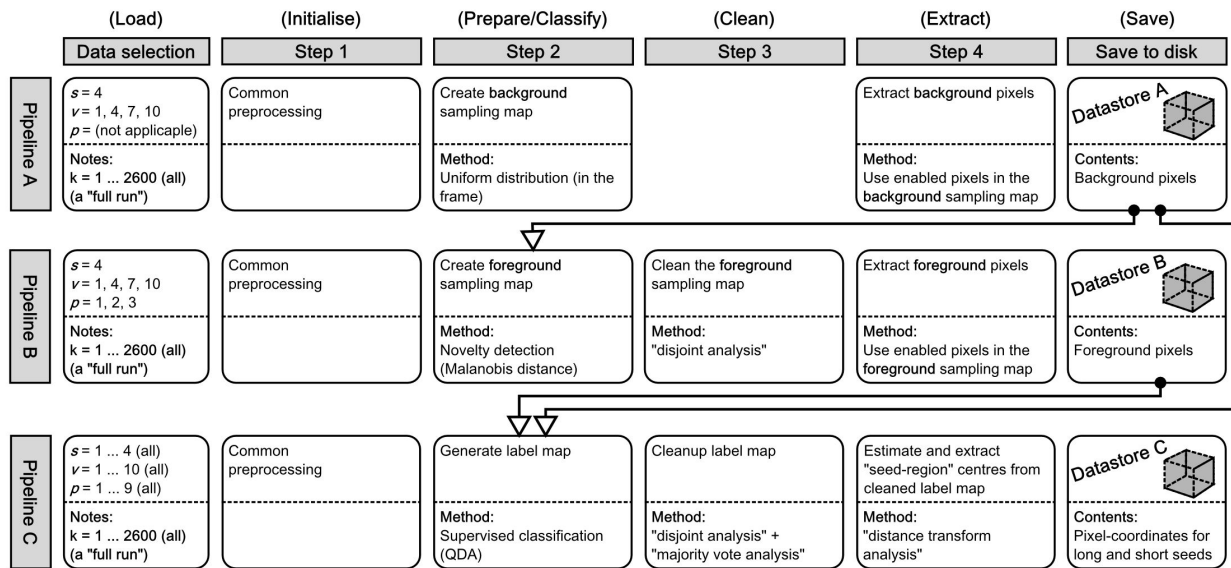 (Load)
(Initialise)
(Prepare/Classify)
(Clean)
(Extract)
(Save)
Data selection
Step 1
Step 2
Step 3
Step 4
Save to disk
Pipeline A
s = 4
v = 1, 4, 7, 10
p = (not applicaple)
Notes:
k = 1 ... 2600 (all)
(a "full run")
Common
preprocessing
Create background
sampling map
Method:
Uniform distribution (in the
frame)
Extract background pixels
Method:
Use enabled pixels in the
background sampling map
Datastore A
Contents:
Background pixels
Pipeline B
s = 4
v = 1, 4, 7, 10
p = 1, 2, 3
Notes:
k = 1 ... 2600 (all)
(a "full run")
Common
preprocessing
Create foreground
sampling map
Method:
Novelty detection
(Malanobis distance)
Clean the foreground
sampling map
Method:
"disjoint analysis"
Extract foreground pixels
Method:
Use enabled pixels in the
foreground sampling map
Datastore B
Contents:
Foreground pixels
Pipeline C
s = 1 ... 4 (all)
v = 1 ... 10 (all)
p = 1 ... 9 (all)
Notes:
k = 1 ... 2600 (all)
(a "full run")
Common
preprocessing
Generate label map
Method:
Supervised classification
(QDA)
Cleanup label map
Method:
"disjoint analysis" +
"majority vote analysis"
Estimate and extract
"seed-region" centres from
cleaned label map
Method:
"distance transform
analysis"
Datastore C
Contents:
Pixel-coordinates for
long and short seeds